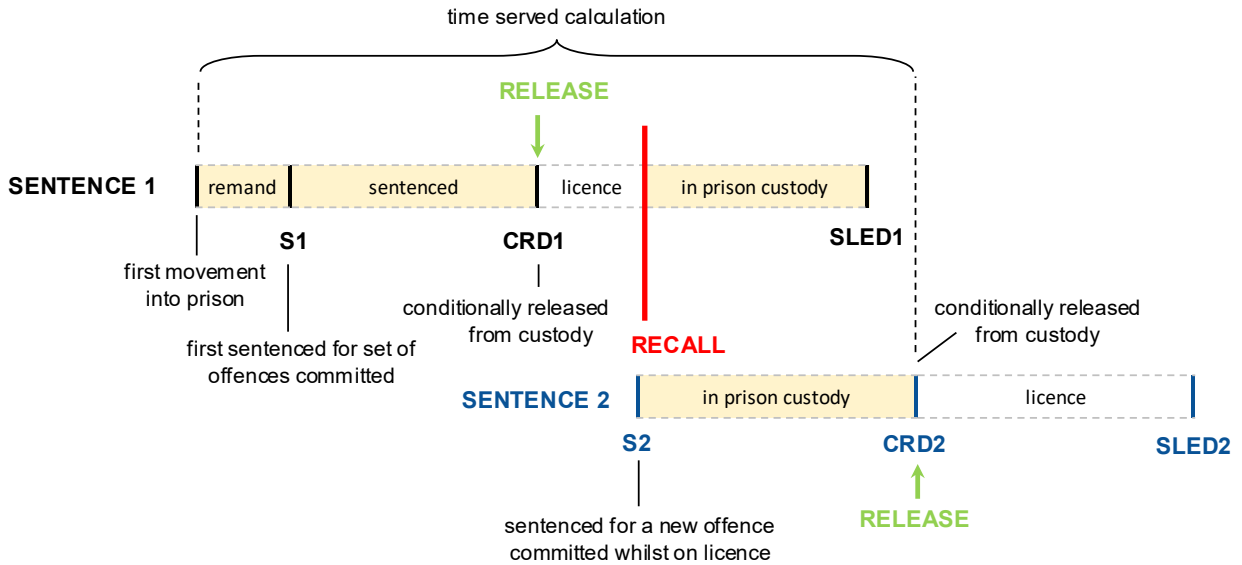 time served calculation
RELEASE
SENTENCE 1
remand
sentenced
licence
in prison custody
S1
CRD1
SLED1
first movement
into prison
conditionally released
from custody
conditionally released
from custody
first sentenced for set of
offences committed
RECALL
SENTENCE 2
in prison custody
licence
S2
CRD2
SLED2
sentenced for a new offence
committed whilst on licence
RELEASE